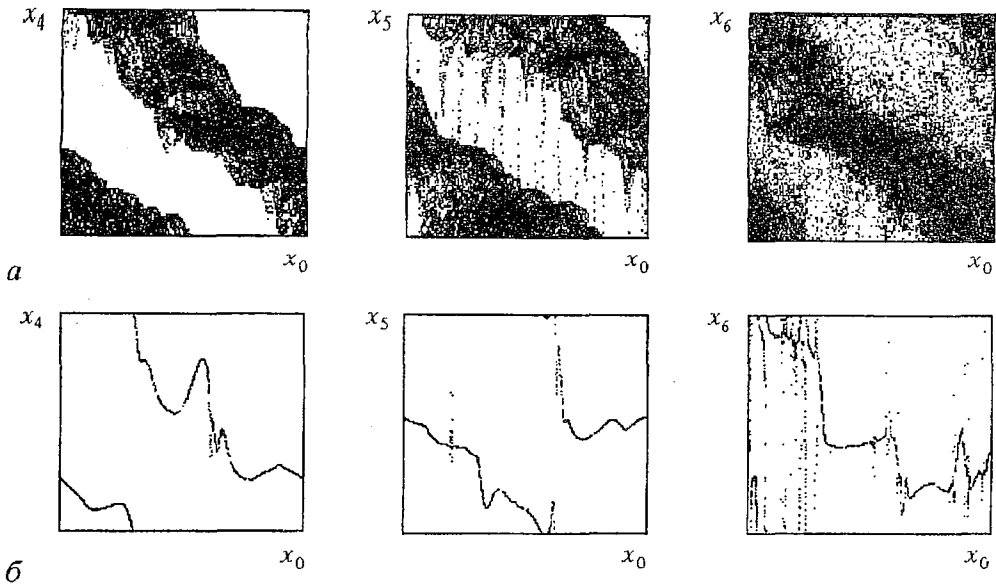 x₄ x₅ x₆
x₀ x₀ x₀
а
x₄ x₅ x₆
x₀ x₀ x₀
б